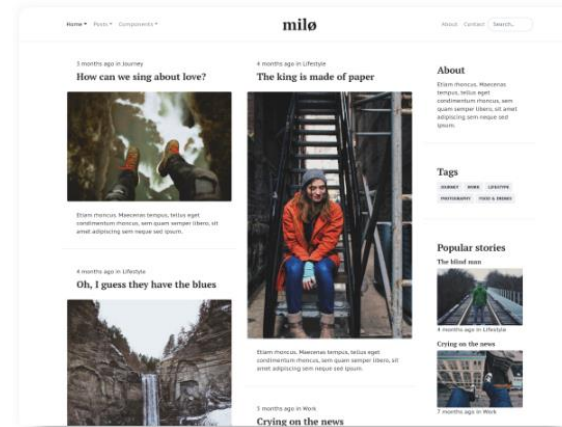 Home Posts Components
milø
About Contact Search...
3 months ago in Journey
How can we sing about love?
Etiam rhoncus. Maecenas tempus, tellus eget
condimentum rhoncus, sem quam semper libero, sit
amet adipiscing sem neque sed ipsum.
4 months ago in Lifestyle
Oh, I guess they have the blues
4 months ago in Lifestyle
The king is made of paper
Etiam rhoncus. Maecenas tempus, tellus eget
condimentum rhoncus, sem quam semper libero, sit
amet adipiscing sem neque sed ipsum.
3 months ago in Work
Crying on the news
About
Etiam rhoncus. Maecenas
tempus, tellus eget
condimentum rhoncus, sem
quam semper libero, sit amet
adipiscing sem neque sed
ipsum.
Tags
JOURNEY WORK LIFESTYLE
PHOTOGRAPHY FOOD & DRINKS
Popular stories
The blind man
4 months ago in Lifestyle
Crying on the news
7 months ago in Work